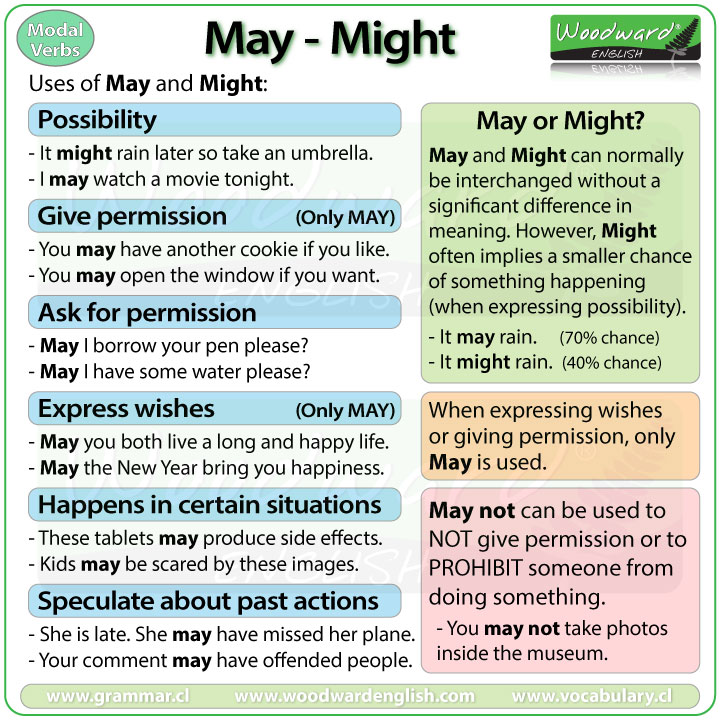 Modal
Verbs
May - Might
Woodward®
ENGLISH
Uses of May and Might:
Possibility
- It might rain later so take an umbrella.
- I may watch a movie tonight.
Give permission (Only MAY)
- You may have another cookie if you like.
- You may open the window if you want.
Ask for permission
- May I borrow your pen please?
- May I have some water please?
Express wishes (Only MAY)
- May you both live a long and happy life.
- May the New Year bring you happiness.
Happens in certain situations
- These tablets may produce side effects.
- Kids may be scared by these images.
Speculate about past actions
- She is late. She may have missed her plane.
- Your comment may have offended people.
May or Might?
May and Might can normally
be interchanged without a
significant difference in
meaning. However, Might
often implies a smaller chance
of something happening
(when expressing possibility).
- It may rain. (70% chance)
- It might rain. (40% chance)
When expressing wishes
or giving permission, only
May is used.
May not can be used to
NOT give permission or to
PROHIBIT someone from
doing something.
- You may not take photos
inside the museum.
www.grammar.cl www.woodwardenglish.com www.vocabulary.cl